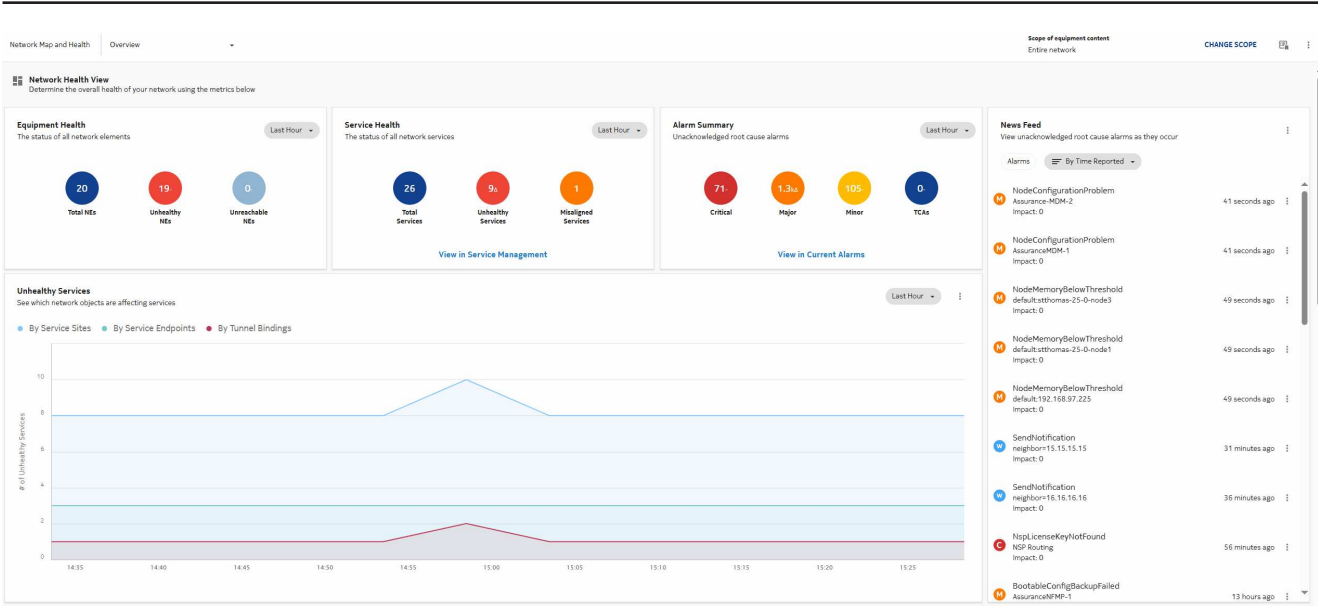 Network Map and Health
Overview
Scope of equipment content
Entire network
CHANGE SCOPE
Network Health View
Determine the overall health of your network using the metrics below
Equipment Health
The status of all network elements
Last Hour
20
Total NEs
19
Unhealthy
NEs
0
Unreachable
NEs
Service Health
The status of all network services
Last Hour
26
Total
Services
9
Unhealthy
Services
1
Misaligned
Services
View in Service Management
Alarm Summary
Unacknowledged root cause alarms
Last Hour
71
Critical
1.3k
Major
105
Minor
0
TCAs
View in Current Alarms
Unhealthy Services
See which network objects are affecting services
Last Hour
By Service Sites
By Service Endpoints
By Tunnel Bindings
# of Unhealthy Services
10
8
6
4
2
0
14:35
14:40
14:45
14:50
14:55
15:00
15:05
15:10
15:15
15:20
15:25
News Feed
View unacknowledged root cause alarms as they occur
Alarms
By Time Reported
M
NodeConfigurationProblem
Assurance-MDM-2
Impact: 0
41 seconds ago
M
NodeConfigurationProblem
AssuranceMDM-1
Impact: 0
41 seconds ago
M
NodeMemoryBelowThreshold
default:stthomas-25-0-node3
Impact: 0
49 seconds ago
M
NodeMemoryBelowThreshold
default:stthomas-25-0-node1
Impact: 0
49 seconds ago
M
NodeMemoryBelowThreshold
default:192.168.97.225
Impact: 0
49 seconds ago
W
SendNotification
neighbor=15.15.15.15
Impact: 0
31 minutes ago
W
SendNotification
neighbor=16.16.16.16
Impact: 0
36 minutes ago
C
NspLicenseKeyNotFound
NSP Routing
Impact: 0
56 minutes ago
M
BootableConfigBackupFailed
AssuranceNFMP-1
13 hours ago